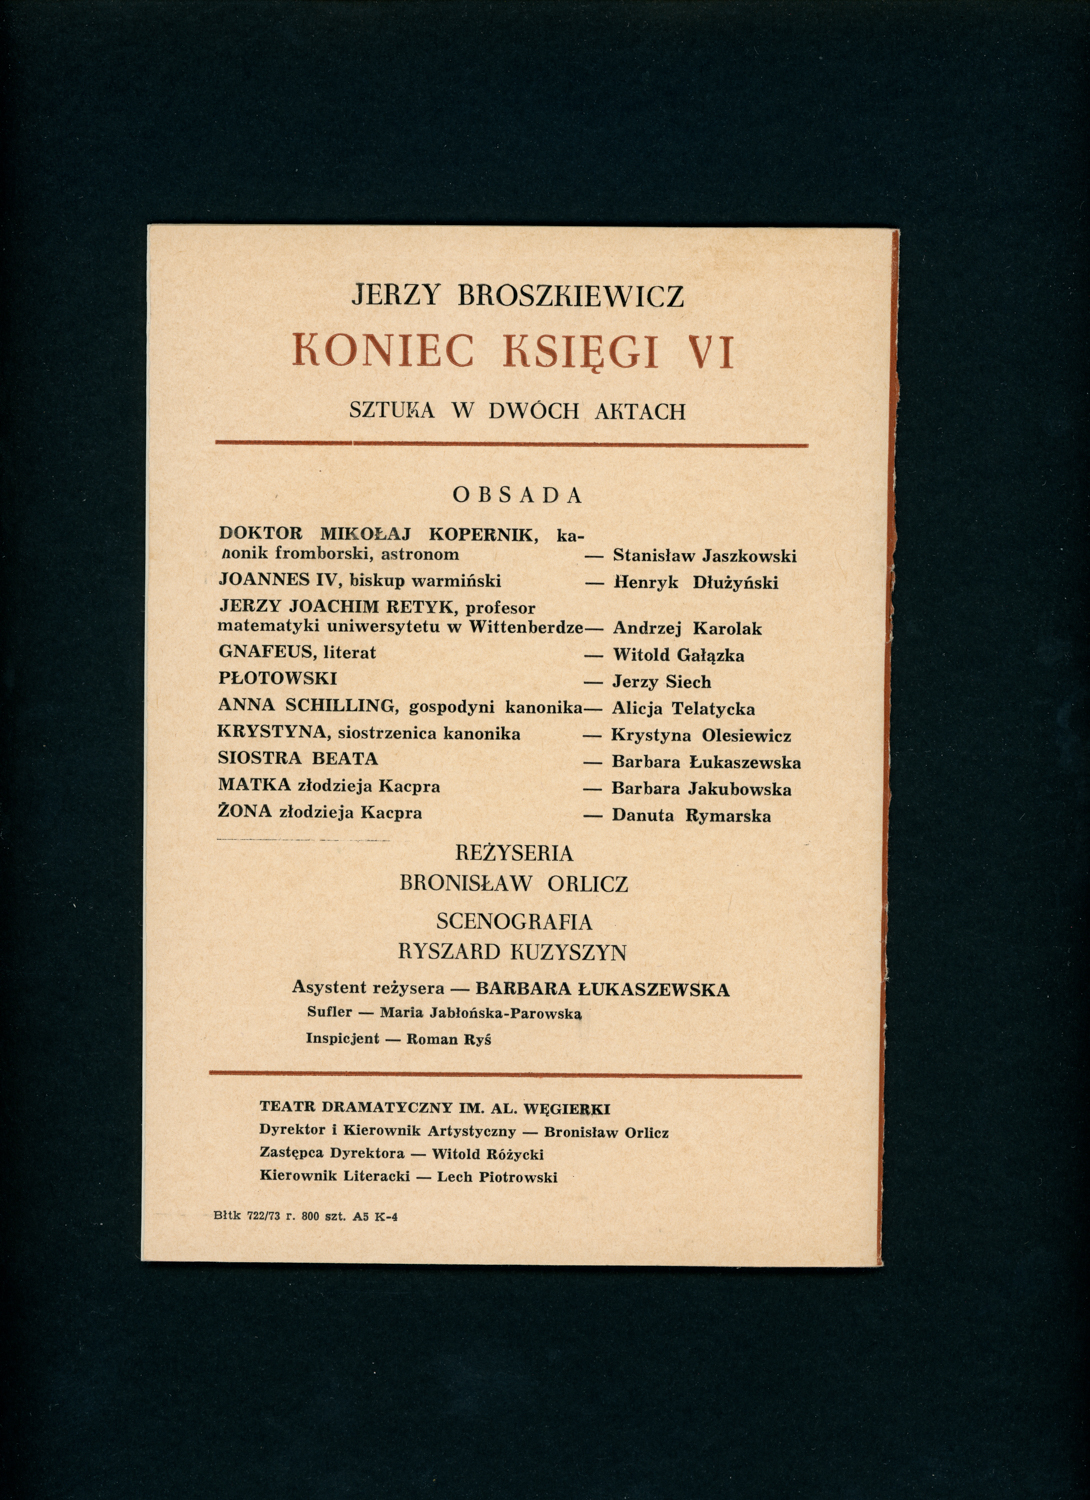 JERZY BROSZKIEWICZ
KONIEC KSIĘGI VI
SZTUKA W DWÓCH AKTACH
OBSADA
DOKTOR MIKOŁAJ KOPERNIK, ka-
nonik fromborski, astronom — Stanisław Jaszkowski
JOANNES IV, biskup warmiński — Henryk Dłużyński
JERZY JOACHIM RETYK, profesor
matematyki uniwersytetu w Wittenberdze— Andrzej Karolak
GNAFEUS, literat — Witold Gałązka
PŁOTOWSKI — Jerzy Siech
ANNA SCHILLING, gospodyni kanonika— Alicja Telatycka
KRYSTYNA, siostrzenica kanonika — Krystyna Olesiewicz
SIOSTRA BEATA — Barbara Łukaszewska
MATKA złodzieja Kacpra — Barbara Jakubowska
ŻONA złodzieja Kacpra — Danuta Rymarska
REŻYSERIA
BRONISŁAW ORLICZ
SCENOGRAFIA
RYSZARD KUZYSZYN
Asystent reżysera — BARBARA ŁUKASZEWSKA
Sufler — Maria Jabłońska-Parowska
Inspicjent — Roman Ryś
TEATR DRAMATYCZNY IM. AL. WĘGIERKI
Dyrektor i Kierownik Artystyczny — Bronisław Orlicz
Zastępca Dyrektora — Witold Różycki
Kierownik Literacki — Lech Piotrowski
Błtk 722/73 r. 800 szt. A5 K-4